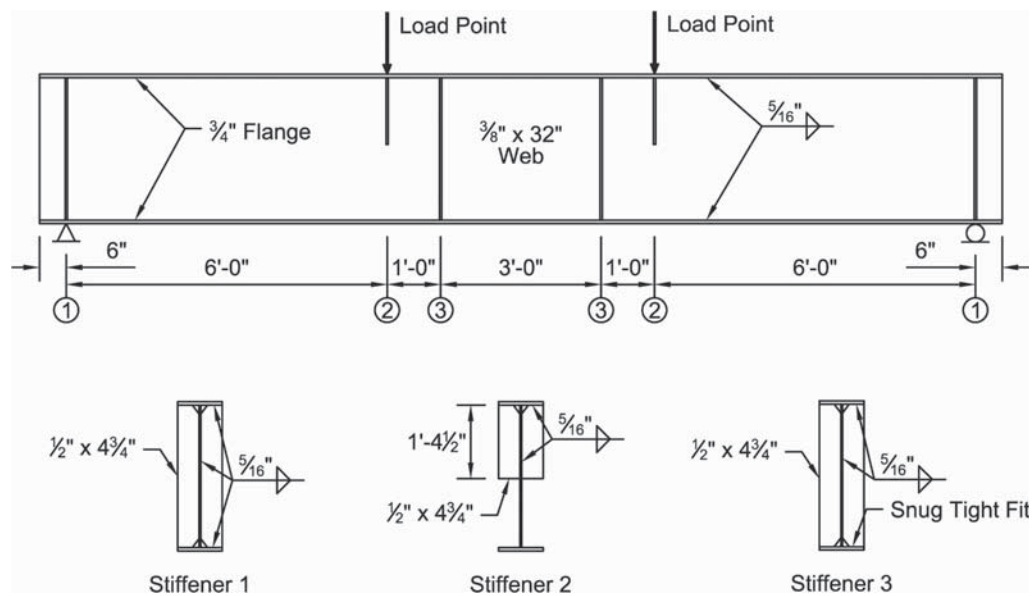 Load Point
Load Point
¾" Flange
⅜" x 32"
Web
5⁄16"
6"
6'-0"
1'-0"
3'-0"
1'-0"
6'-0"
6"
1
2
3
3
2
1
½" x 4¾"
5⁄16"
Stiffener 1
1'-4½"
5⁄16"
½" x 4¾"
Stiffener 2
½" x 4¾"
5⁄16"
Snug Tight Fit
Stiffener 3